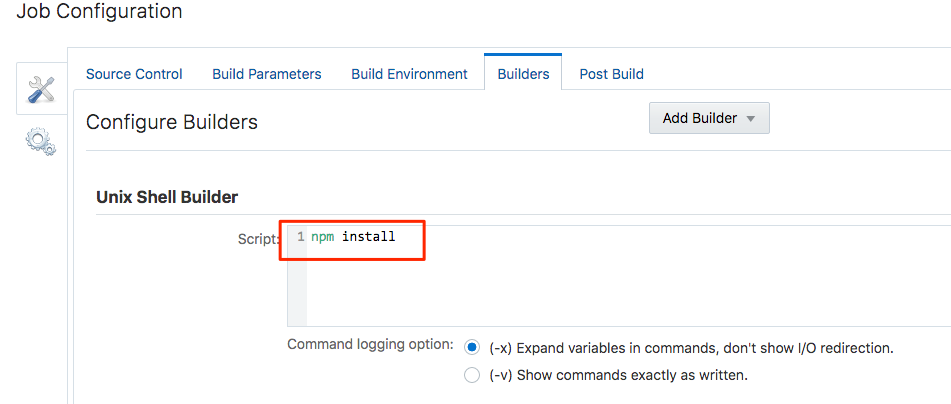 Job Configuration
Source Control Build Parameters Build Environment Builders Post Build
Configure Builders Add Builder
Unix Shell Builder
Script: 1 npm install
Command logging option: (-x) Expand variables in commands, don't show I/O redirection.
(-v) Show commands exactly as written.